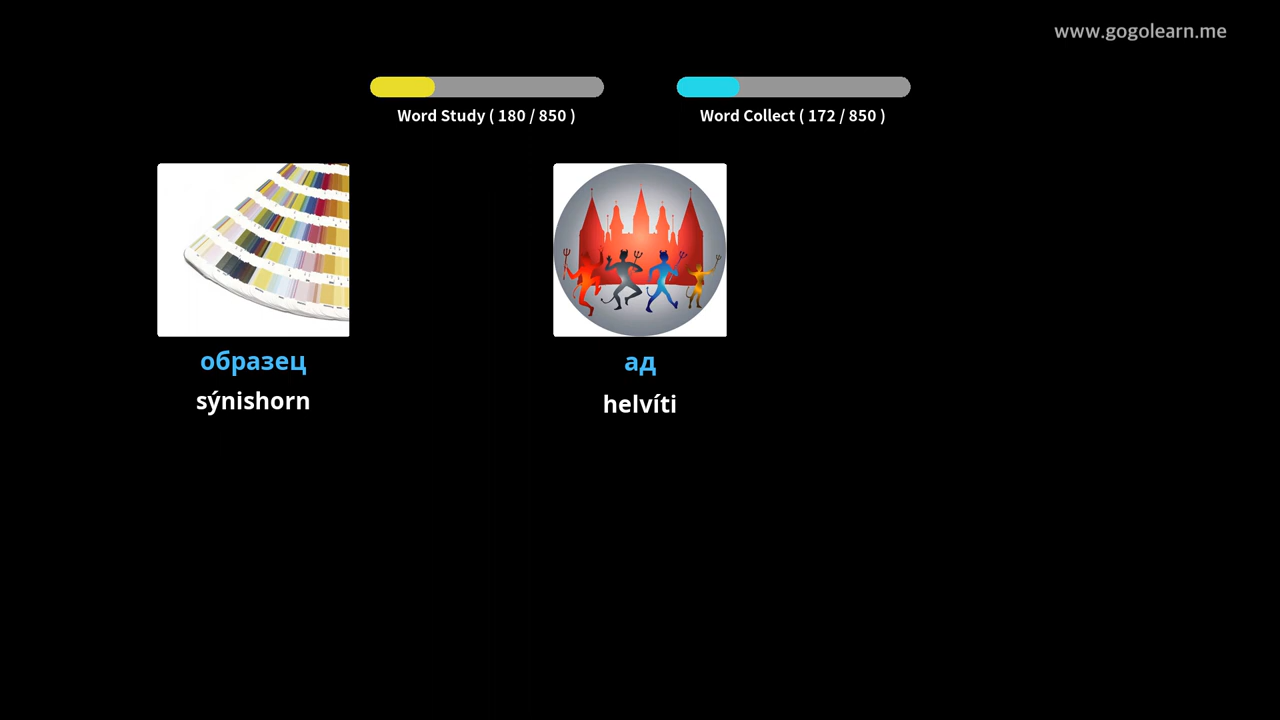 www.gogolearn.me
Word Study ( 180 / 850 )
Word Collect ( 172 / 850 )
образец
sýnishorn
ад
helvíti